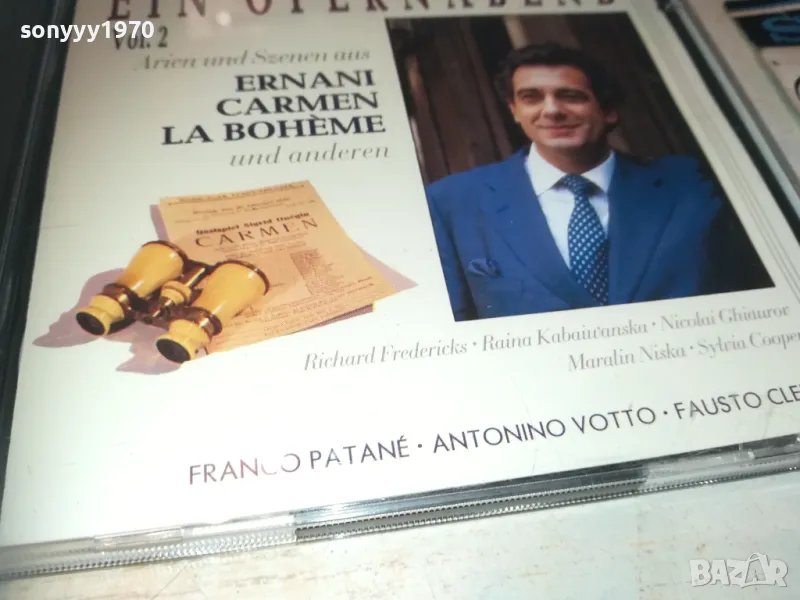 EIN OPERNABEND
sonyyy1970
Vol. 2
Arien und Szenen aus
ERNANI
CARMEN
LA BOHÈME
und anderen
CARMEN
Richard Fredericks · Raina Kabaiwanska · Nicolai Ghiaurov
Maralin Niska · Sylvia Cooper
FRANCO PATANÉ · ANTONINO VOTTO · FAUSTO CLE
BAZAR